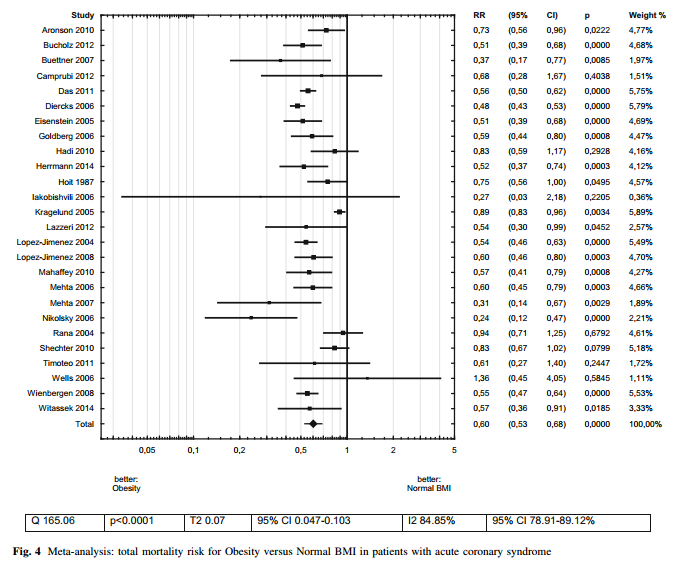 Study RR (95% CI) p Weight %
Aronson 2010 0,73 (0,56 0,96) 0,0222 4,77%
Bucholz 2012 0,51 (0,39 0,68) 0,0000 4,68%
Buettner 2007 0,37 (0,17 0,77) 0,0085 1,97%
Camprubi 2012 0,68 (0,28 1,67) 0,4038 1,51%
Das 2011 0,56 (0,50 0,62) 0,0000 5,75%
Diercks 2006 0,48 (0,43 0,53) 0,0000 5,79%
Eisenstein 2005 0,51 (0,39 0,68) 0,0000 4,69%
Goldberg 2006 0,59 (0,44 0,80) 0,0008 4,47%
Hadi 2010 0,83 (0,59 1,17) 0,2928 4,16%
Herrmann 2014 0,52 (0,37 0,74) 0,0003 4,12%
Hoit 1987 0,75 (0,56 1,00) 0,0495 4,57%
Iakobishvili 2006 0,27 (0,03 2,18) 0,2205 0,36%
Kragelund 2005 0,89 (0,83 0,96) 0,0034 5,89%
Lazzeri 2012 0,54 (0,30 0,99) 0,0452 2,57%
Lopez-Jimenez 2004 0,54 (0,46 0,63) 0,0000 5,49%
Lopez-Jimenez 2008 0,60 (0,46 0,80) 0,0003 4,70%
Mahaffey 2010 0,57 (0,41 0,79) 0,0008 4,27%
Mehta 2006 0,60 (0,45 0,79) 0,0003 4,66%
Mehta 2007 0,31 (0,14 0,67) 0,0029 1,89%
Nikolsky 2006 0,24 (0,12 0,47) 0,0000 2,21%
Rana 2004 0,94 (0,71 1,25) 0,6792 4,61%
Shechter 2010 0,83 (0,67 1,02) 0,0799 5,18%
Timoteo 2011 0,61 (0,27 1,40) 0,2447 1,72%
Wells 2006 1,36 (0,45 4,05) 0,5845 1,11%
Wienbergen 2008 0,55 (0,47 0,64) 0,0000 5,53%
Witassek 2014 0,57 (0,36 0,91) 0,0185 3,33%
Total 0,60 (0,53 0,68) 0,0000 100,00%
0,05 0,1 0,2 0,5 1 2 5
better: better:
Obesity Normal BMI
Q 165.06 p<0.0001 T2 0.07 95% CI 0.047-0.103 I2 84.85% 95% CI 78.91-89.12%
Fig. 4 Meta-analysis: total mortality risk for Obesity versus Normal BMI in patients with acute coronary syndrome